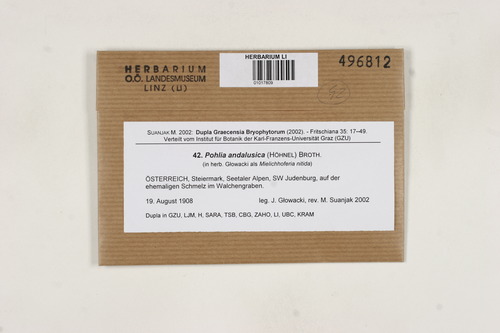 HERBARIUM
O.Ö. LANDESMUSEUM
LINZ (LI)
HERBARIUM LI
01017809
496812
SUANJAK M. 2002: Dupla Graecensia Bryophytorum (2002). - Fritschiana 35: 17–49.
Verteilt vom Institut für Botanik der Karl-Franzens-Universität Graz (GZU)
42. Pohlia andalusica (HÖHNEL) BROTH.
(in herb. Głowacki als Mielichhoferia nitida)
ÖSTERREICH, Steiermark, Seetaler Alpen, SW Judenburg, auf der
ehemaligen Schmelz im Walchengraben.
19. August 1908 leg. J. Głowacki, rev. M. Suanjak 2002
Dupla in GZU, LJM, H, SARA, TSB, CBG, ZAHO, LI, UBC, KRAM